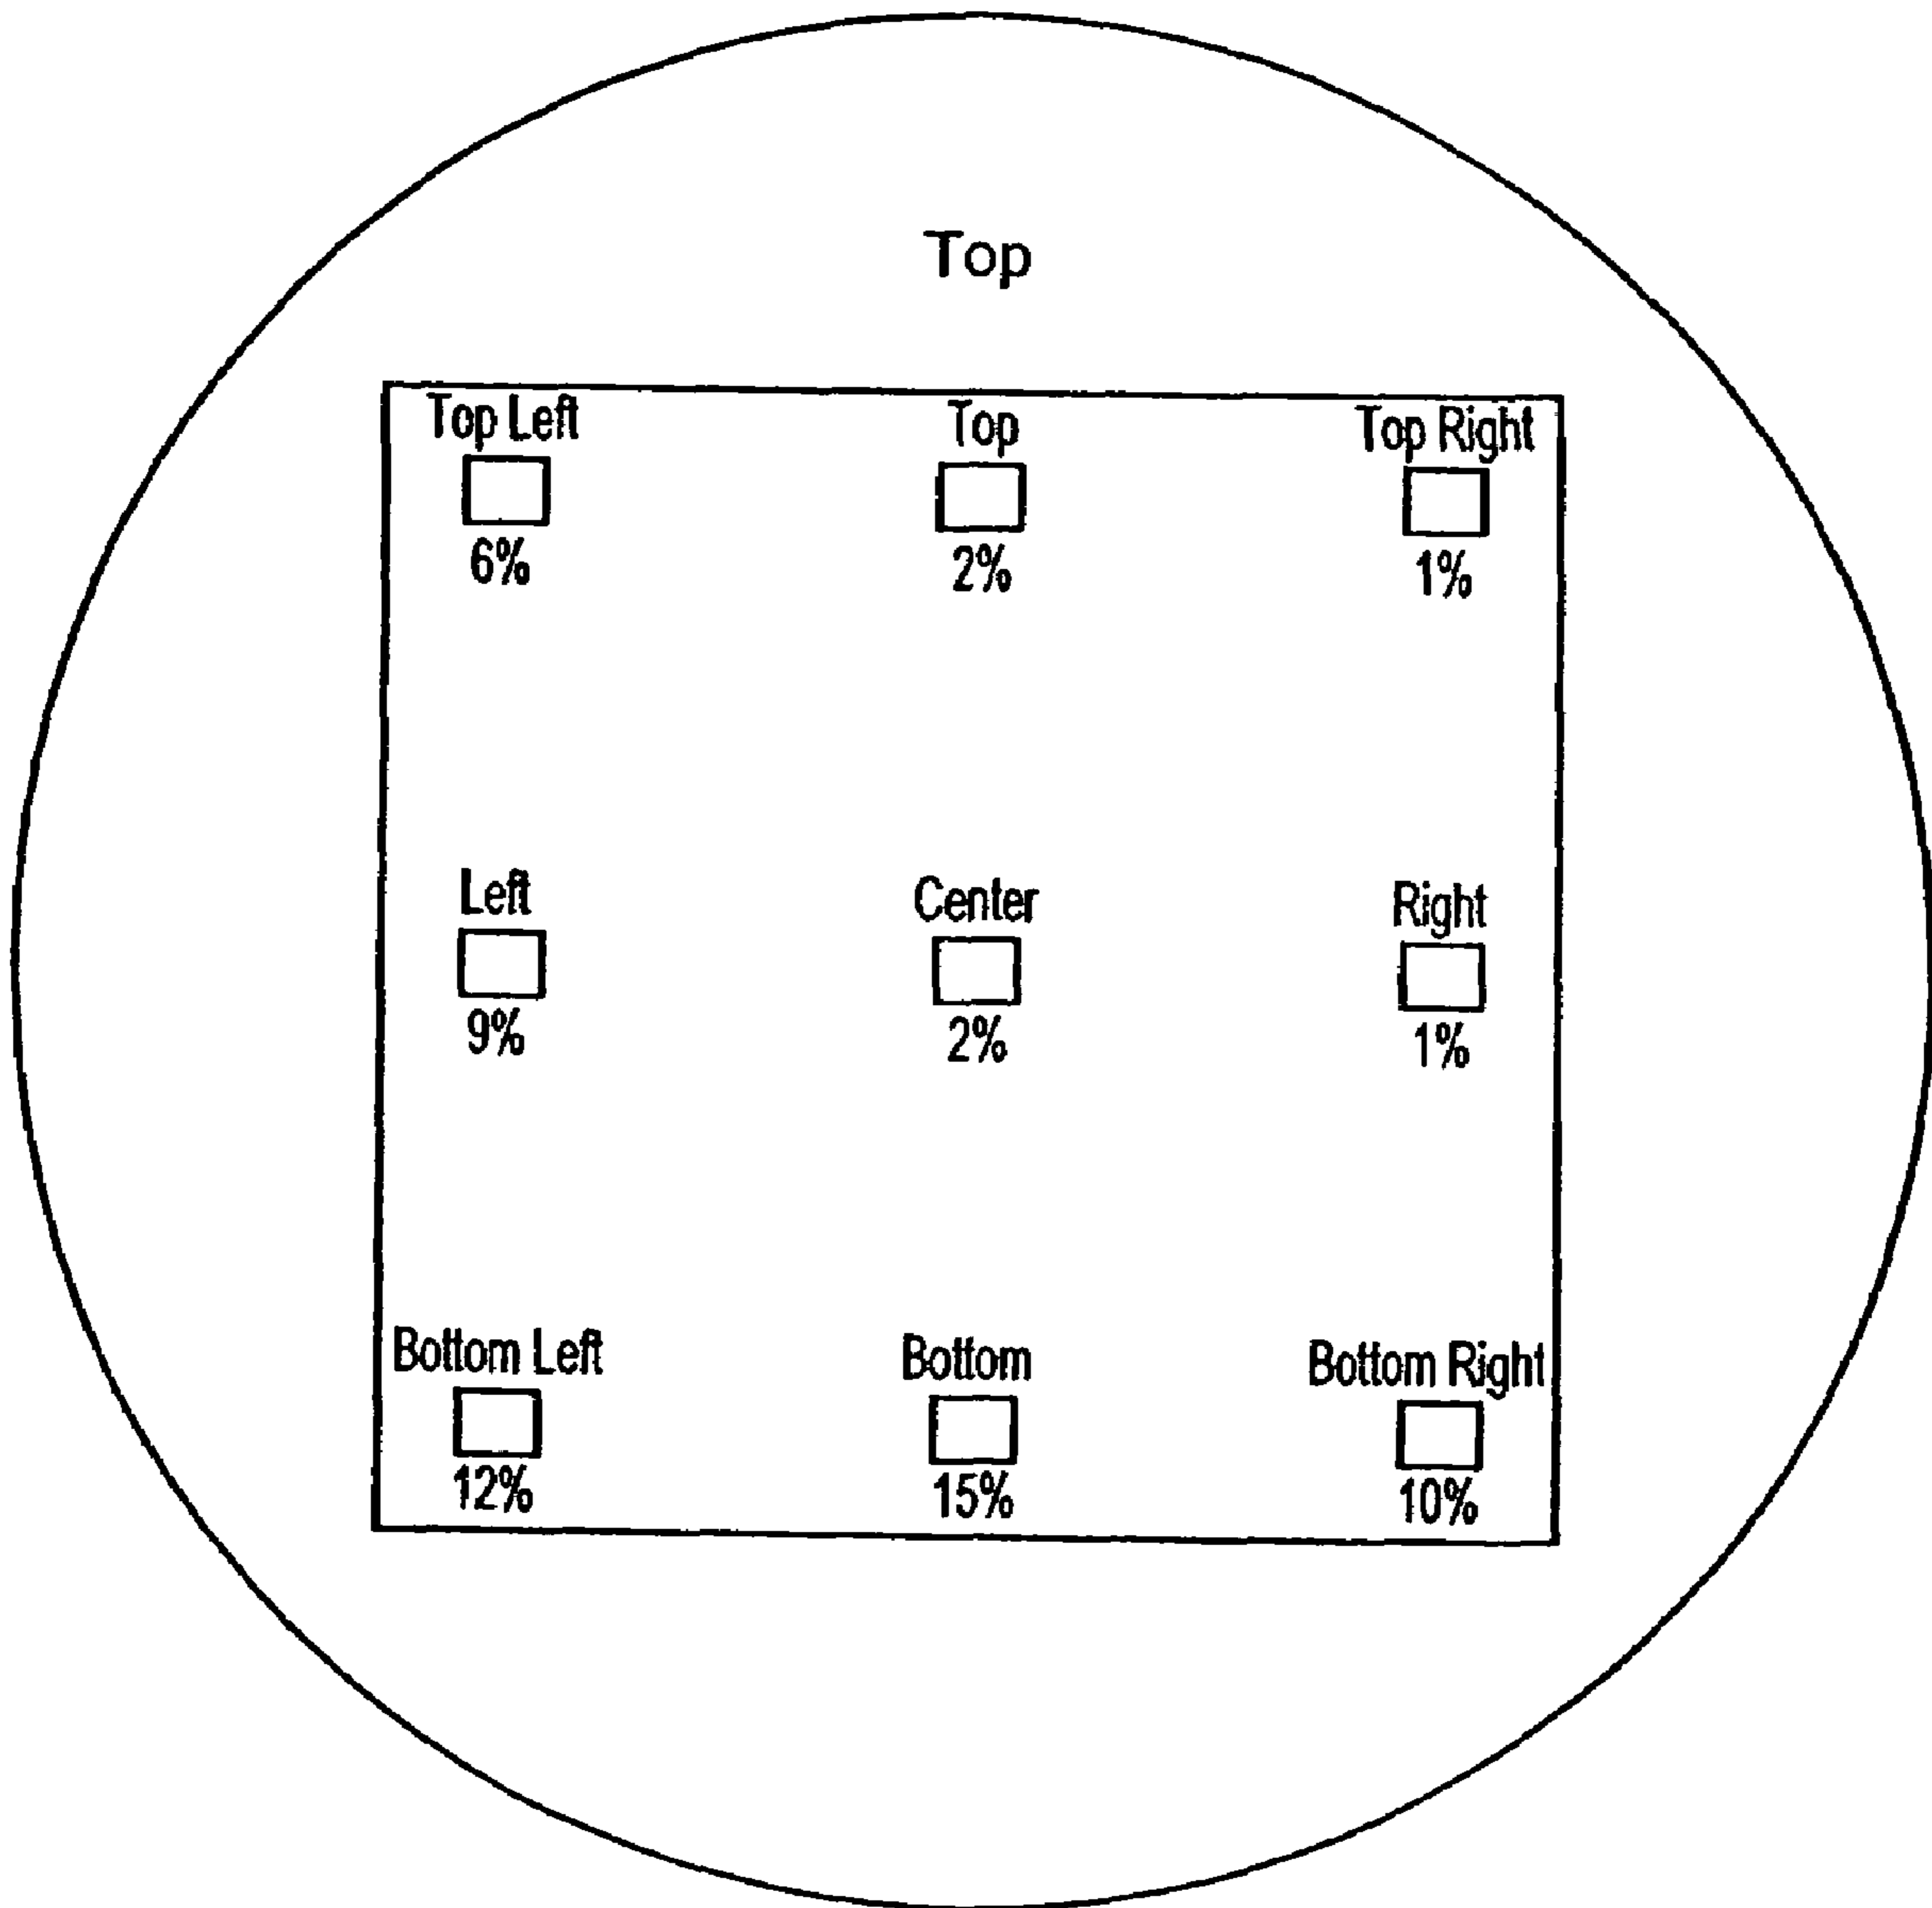 Top
Top Left Top Top Right
6% 2% 1%
Left Center Right
9% 2% 1%
Bottom Left Bottom Bottom Right
12% 15% 10%